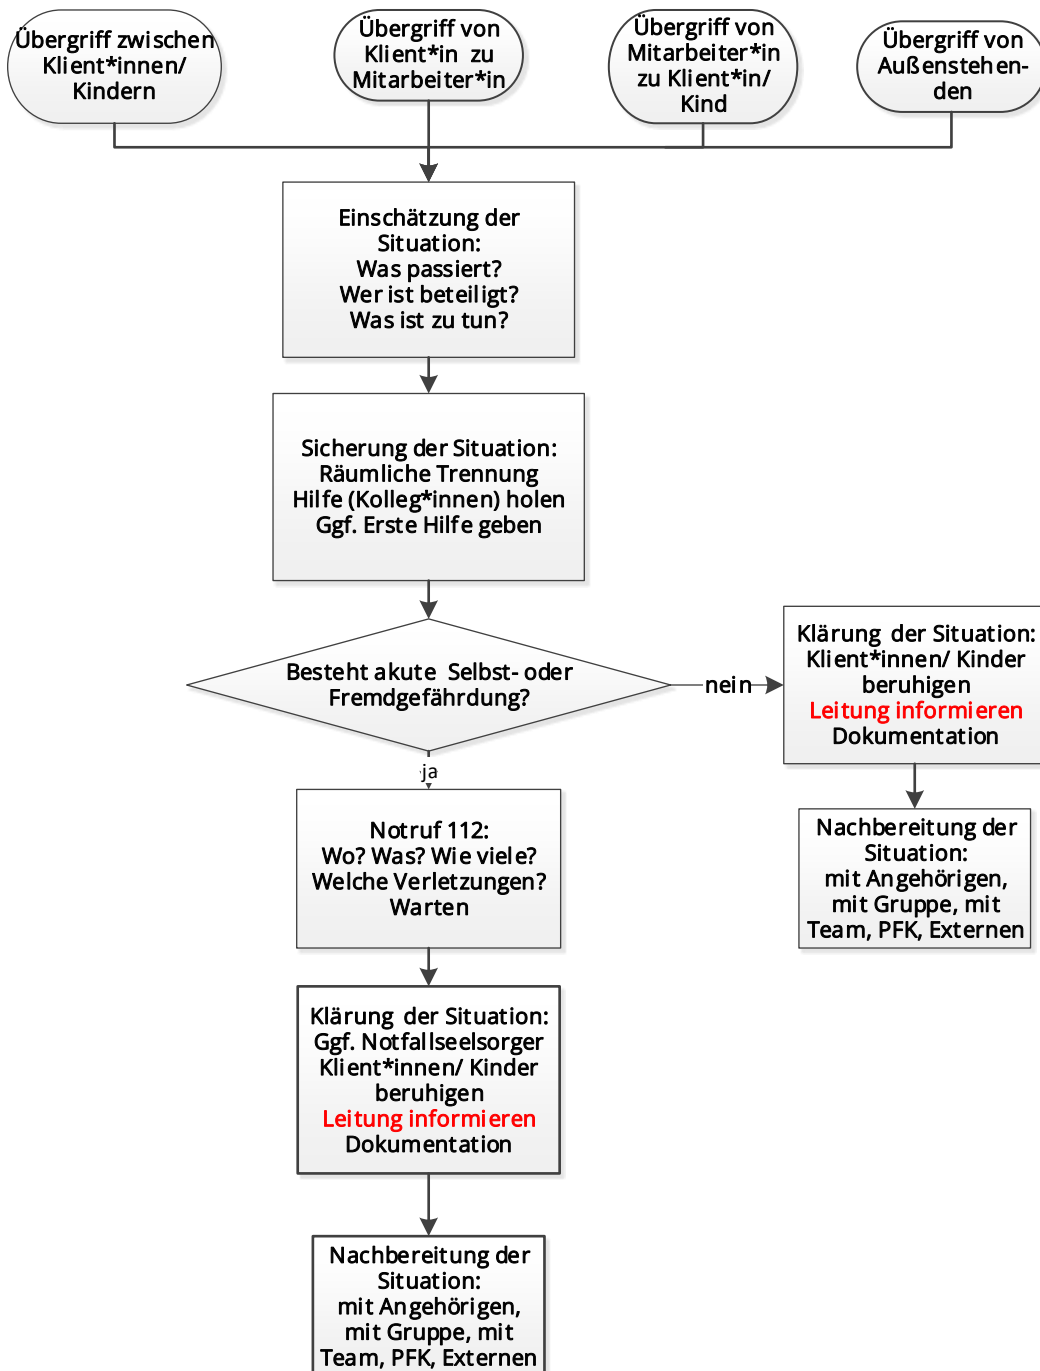 Übergriff zwischen
Klient*innen/
Kindern
Übergriff von
Klient*in zu
Mitarbeiter*in
Übergriff von
Mitarbeiter*in
zu Klient*in/
Kind
Übergriff von
Außenstehen-
den
Einschätzung der
Situation:
Was passiert?
Wer ist beteiligt?
Was ist zu tun?
Sicherung der Situation:
Räumliche Trennung
Hilfe (Kolleg*innen) holen
Ggf. Erste Hilfe geben
Besteht akute Selbst- oder
Fremdgefährdung?
nein
Klärung der Situation:
Klient*innen/ Kinder
beruhigen
Leitung informieren
Dokumentation
Nachbereitung der
Situation:
mit Angehörigen,
mit Gruppe, mit
Team, PFK, Externen
ja
Notruf 112:
Wo? Was? Wie viele?
Welche Verletzungen?
Warten
Klärung der Situation:
Ggf. Notfallseelsorger
Klient*innen/ Kinder
beruhigen
Leitung informieren
Dokumentation
Nachbereitung der
Situation:
mit Angehörigen,
mit Gruppe, mit
Team, PFK, Externen